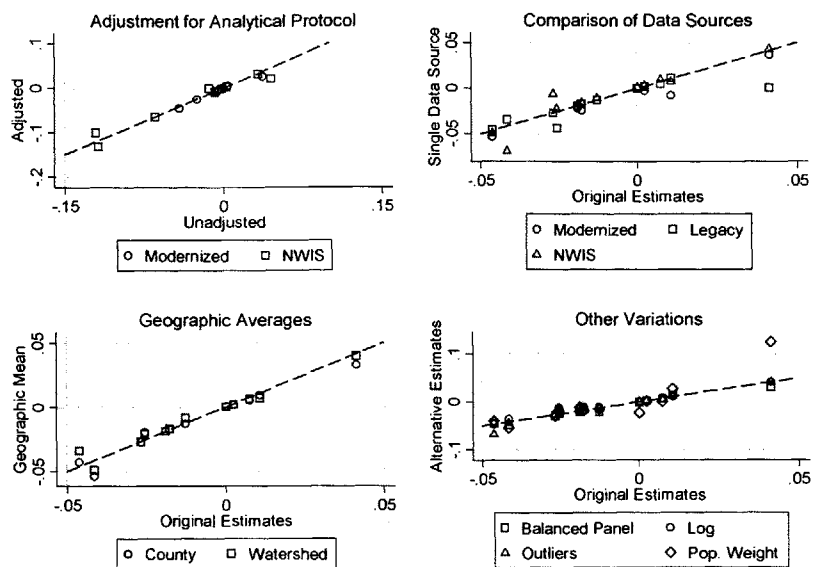 Adjustment for Analytical Protocol
Adjusted
.1
0
-.1
-.2
-.15
0
.15
Unadjusted
Modernized
NWIS
Comparison of Data Sources
Single Data Source
.05
0
-.05
-.05
0
.05
Original Estimates
Modernized
Legacy
NWIS
Geographic Averages
Geographic Mean
.05
0
-.05
-.05
0
.05
Original Estimates
County
Watershed
Other Variations
Alternative Estimates
.1
0
-.1
-.05
0
.05
Original Estimates
Balanced Panel
Log
Outliers
Pop. Weight